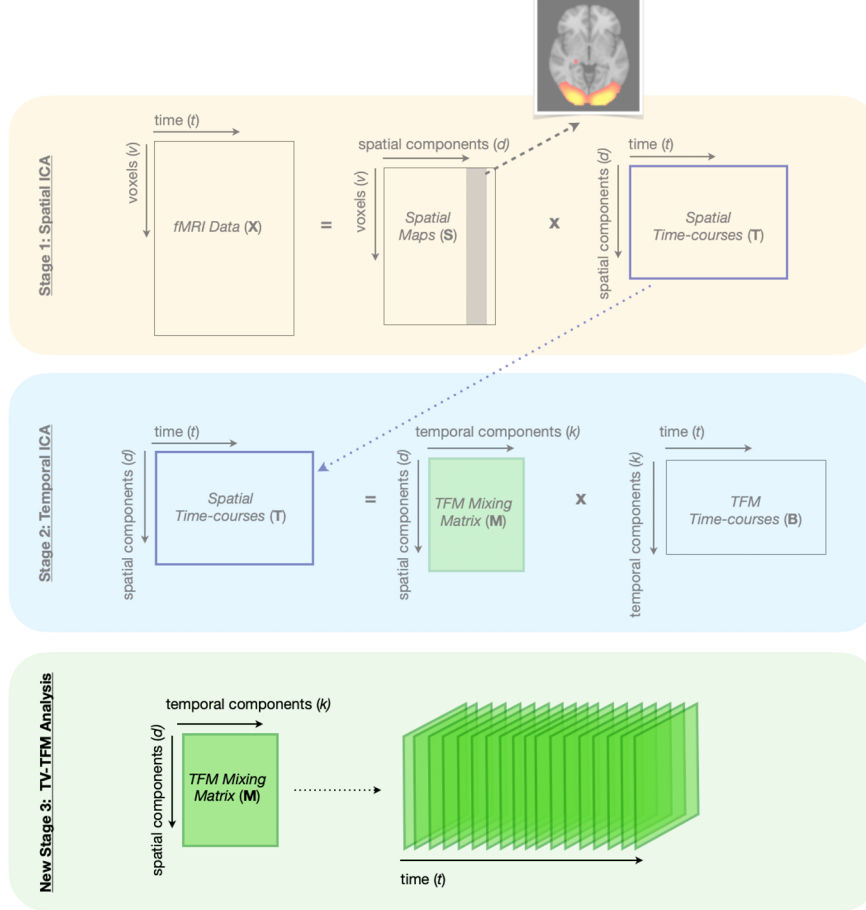 Stage 1: Spatial ICA
time (t)
voxels (v)
fMRI Data (X)
=
spatial components (d)
voxels (v)
Spatial
Maps (S)
x
time (t)
spatial components (d)
Spatial
Time-courses (T)
Stage 2: Temporal ICA
time (t)
spatial components (d)
Spatial
Time-courses (T)
=
temporal components (k)
spatial components (d)
TFM Mixing
Matrix (M)
x
time (t)
temporal components (k)
TFM
Time-courses (B)
New Stage 3: TV-TFM Analysis
temporal components (k)
spatial components (d)
TFM Mixing
Matrix (M)
time (t)